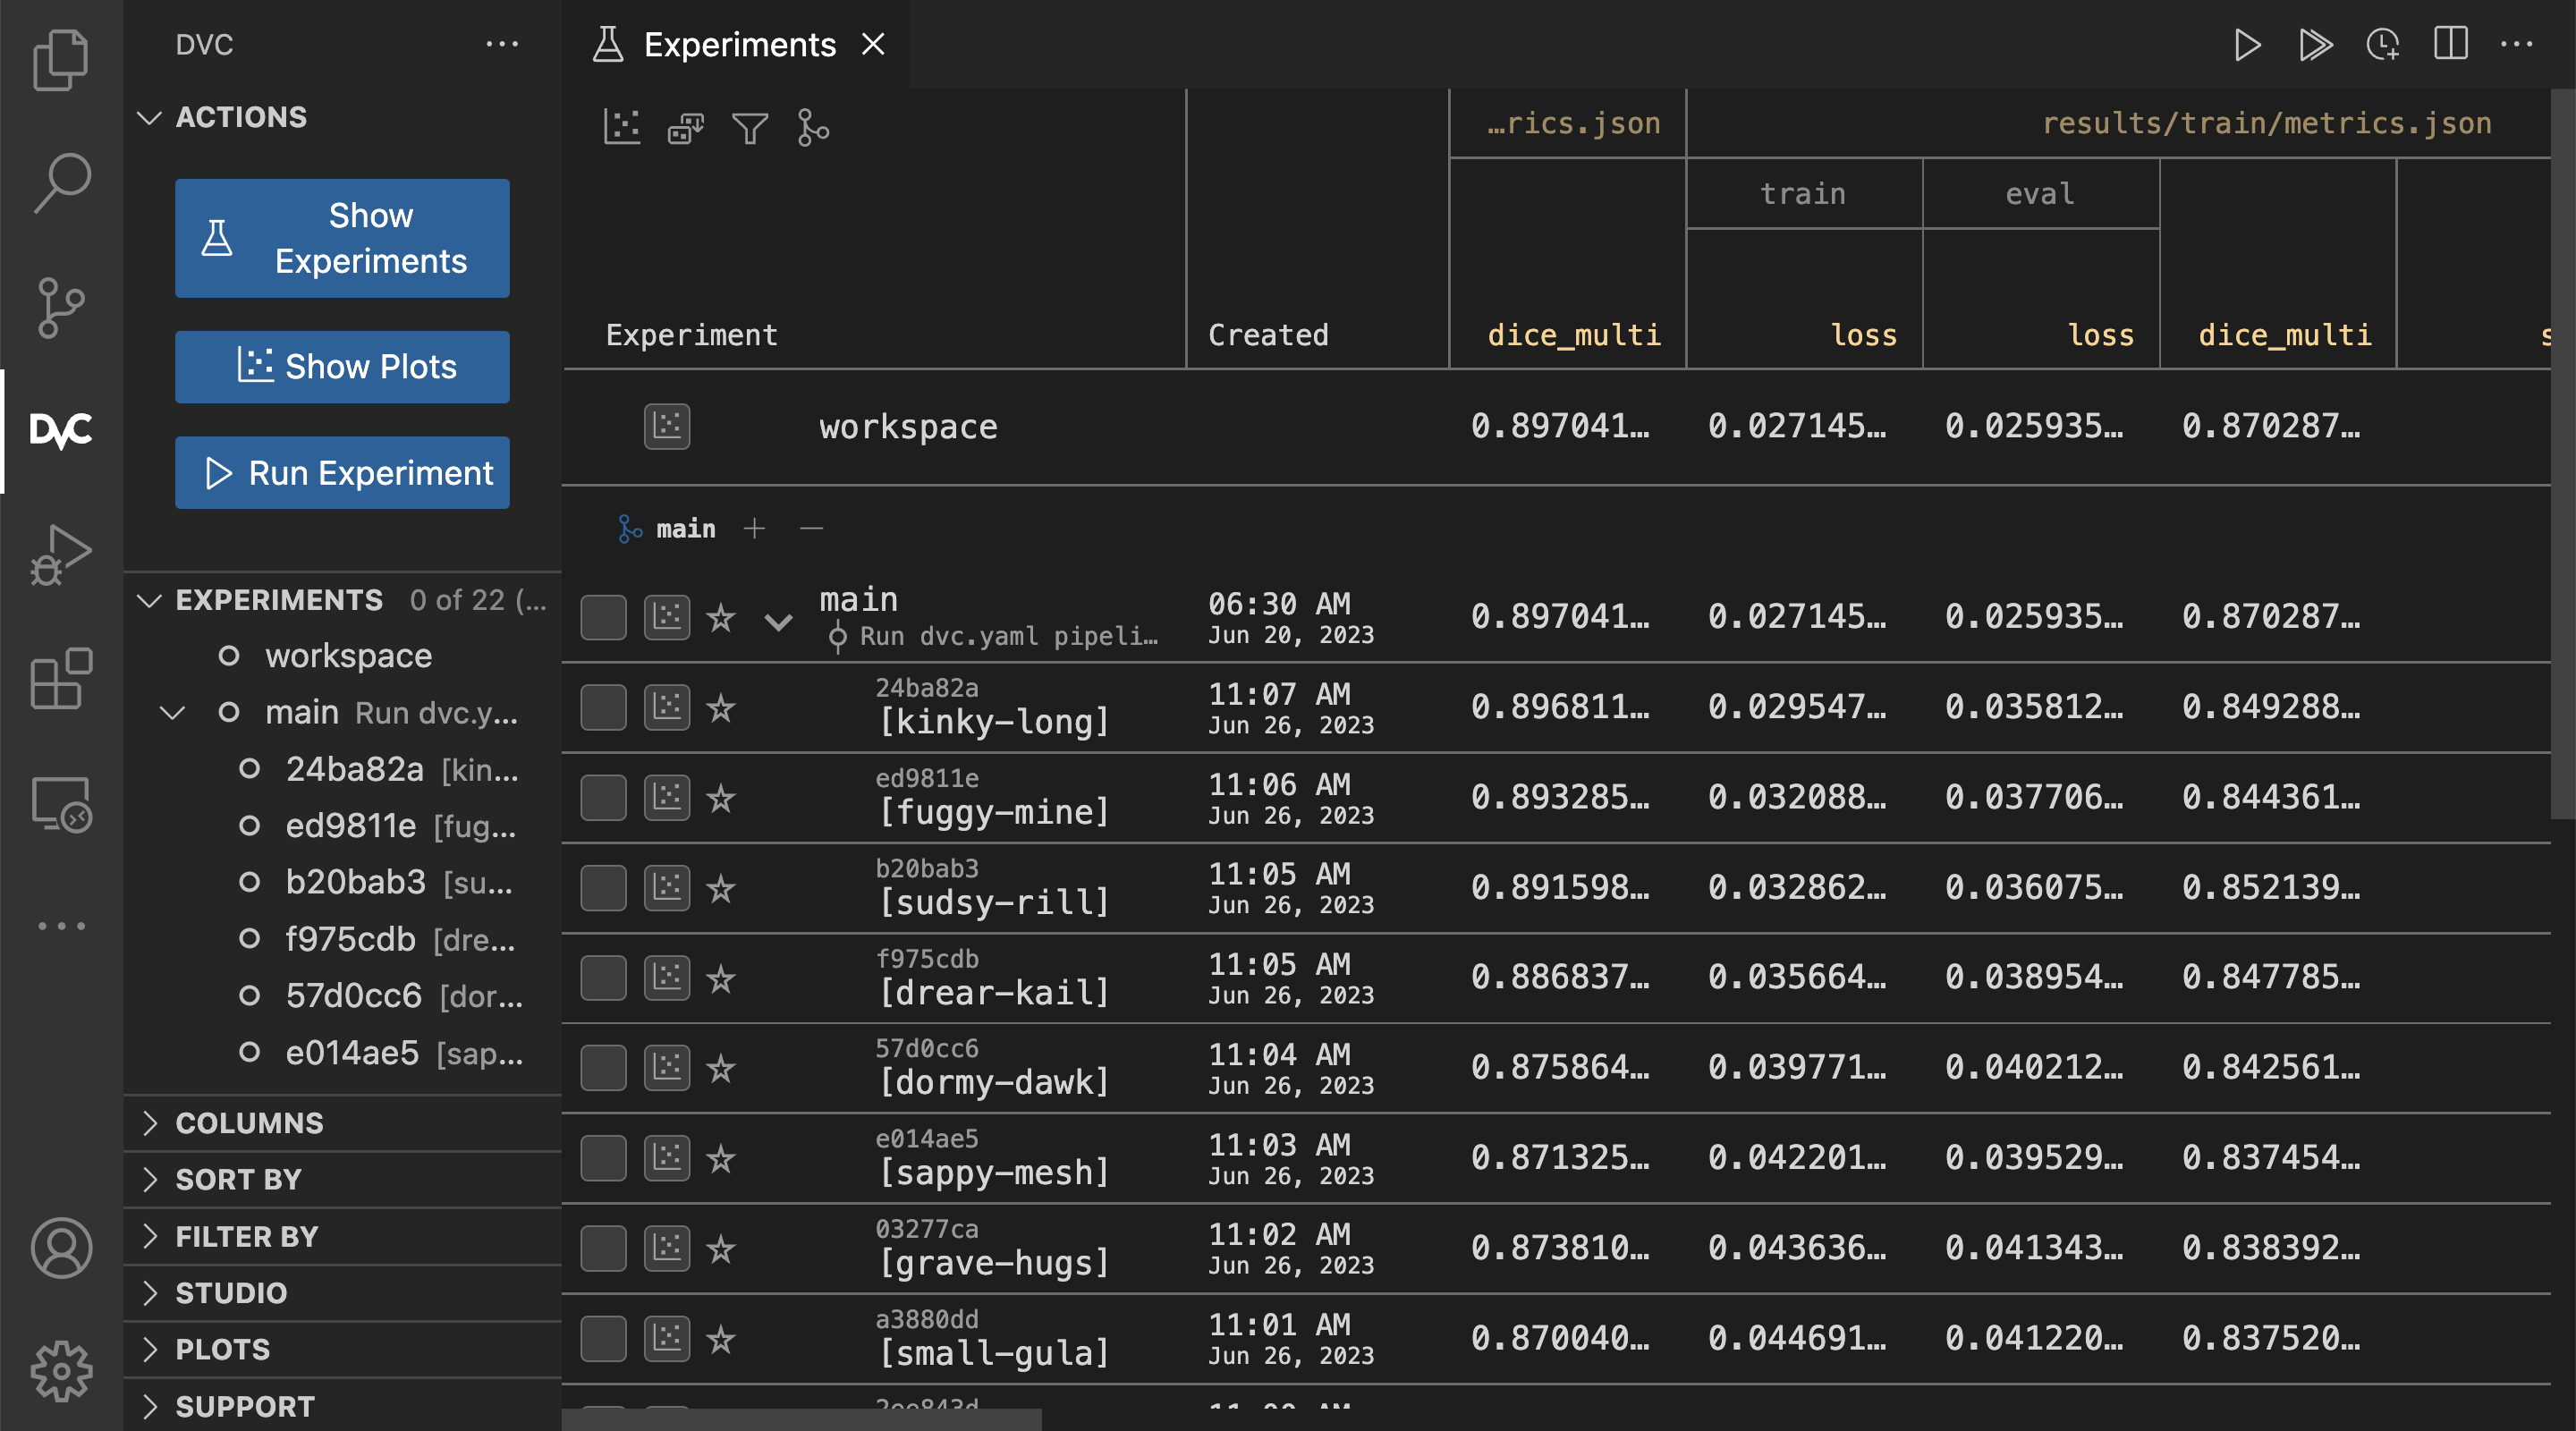 DVC
ACTIONS
Show
Experiments
Show Plots
Run Experiment
EXPERIMENTS 0 of 22 (...
workspace
main Run dvc.y...
24ba82a [kin...
ed9811e [fug...
b20bab3 [su...
f975cdb [dre...
57d0cc6 [dor...
e014ae5 [sap...
COLUMNS
SORT BY
FILTER BY
STUDIO
PLOTS
SUPPORT
DVC
Experiments
…rics.json results/train/metrics.json
train eval
Experiment Created dice_multi loss loss dice_multi s
workspace 0.897041… 0.027145… 0.025935… 0.870287…
main
main 06:30 AM 0.897041… 0.027145… 0.025935… 0.870287…
Run dvc.yaml pipeli… Jun 20, 2023
24ba82a 11:07 AM 0.896811… 0.029547… 0.035812… 0.849288…
[kinky-long] Jun 26, 2023
ed9811e 11:06 AM 0.893285… 0.032088… 0.037706… 0.844361…
[fuggy-mine] Jun 26, 2023
b20bab3 11:05 AM 0.891598… 0.032862… 0.036075… 0.852139…
[sudsy-rill] Jun 26, 2023
f975cdb 11:05 AM 0.886837… 0.035664… 0.038954… 0.847785…
[drear-kail] Jun 26, 2023
57d0cc6 11:04 AM 0.875864… 0.039771… 0.040212… 0.842561…
[dormy-dawk] Jun 26, 2023
e014ae5 11:03 AM 0.871325… 0.042201… 0.039529… 0.837454…
[sappy-mesh] Jun 26, 2023
03277ca 11:02 AM 0.873810… 0.043636… 0.041343… 0.838392…
[grave-hugs] Jun 26, 2023
a3880dd 11:01 AM 0.870040… 0.044691… 0.041220… 0.837520…
[small-gula] Jun 26, 2023